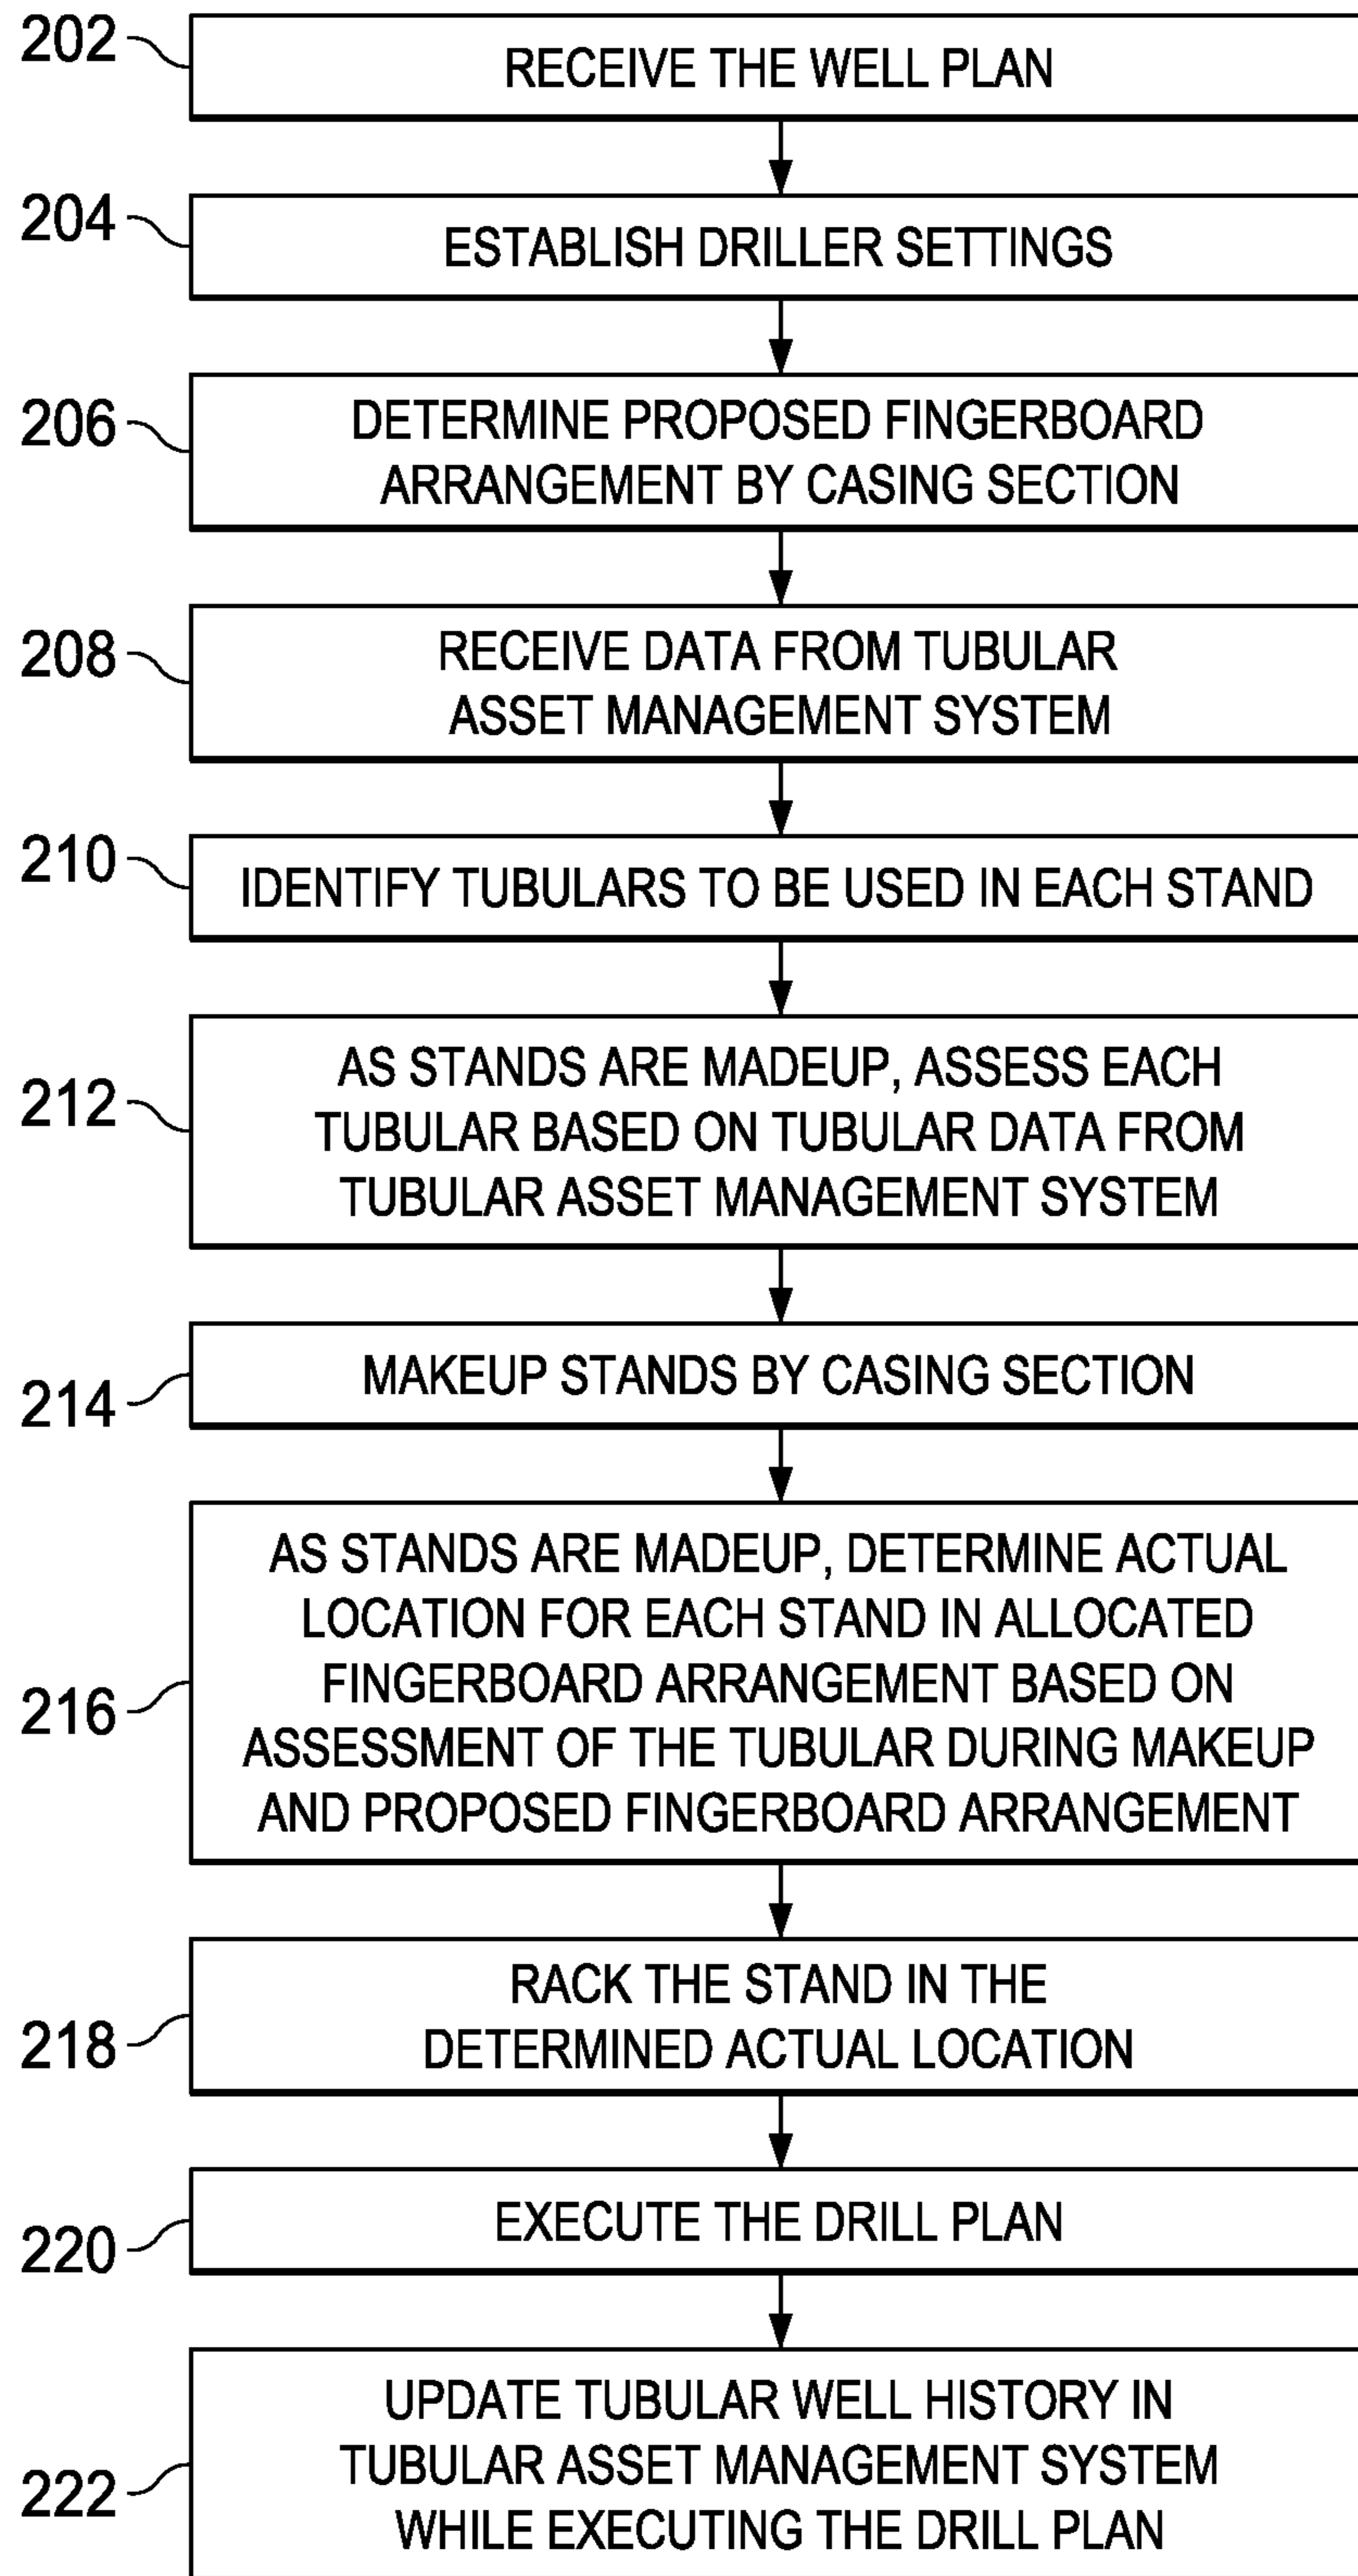 202
RECEIVE THE WELL PLAN
204
ESTABLISH DRILLER SETTINGS
206
DETERMINE PROPOSED FINGERBOARD
ARRANGEMENT BY CASING SECTION
208
RECEIVE DATA FROM TUBULAR
ASSET MANAGEMENT SYSTEM
210
IDENTIFY TUBULARS TO BE USED IN EACH STAND
212
AS STANDS ARE MADEUP, ASSESS EACH
TUBULAR BASED ON TUBULAR DATA FROM
TUBULAR ASSET MANAGEMENT SYSTEM
214
MAKEUP STANDS BY CASING SECTION
216
AS STANDS ARE MADEUP, DETERMINE ACTUAL
LOCATION FOR EACH STAND IN ALLOCATED
FINGERBOARD ARRANGEMENT BASED ON
ASSESSMENT OF THE TUBULAR DURING MAKEUP
AND PROPOSED FINGERBOARD ARRANGEMENT
218
RACK THE STAND IN THE
DETERMINED ACTUAL LOCATION
220
EXECUTE THE DRILL PLAN
222
UPDATE TUBULAR WELL HISTORY IN
TUBULAR ASSET MANAGEMENT SYSTEM
WHILE EXECUTING THE DRILL PLAN